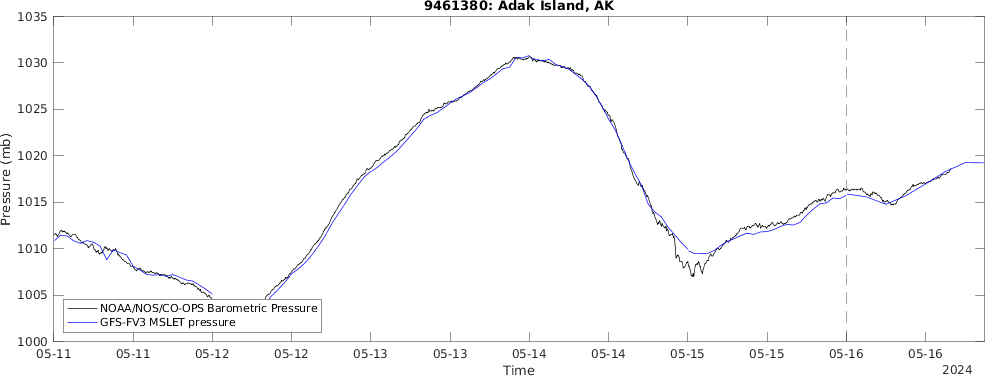 9461380: Adak Island, AK
Pressure (mb)
1035
1030
1025
1020
1015
1010
1005
1000
NOAA/NOS/CO-OPS Barometric Pressure
GFS-FV3 MSLET pressure
05-11 05-11 05-12 05-12 05-13 05-13 05-14 05-14 05-15 05-15 05-16 05-16
Time
2024